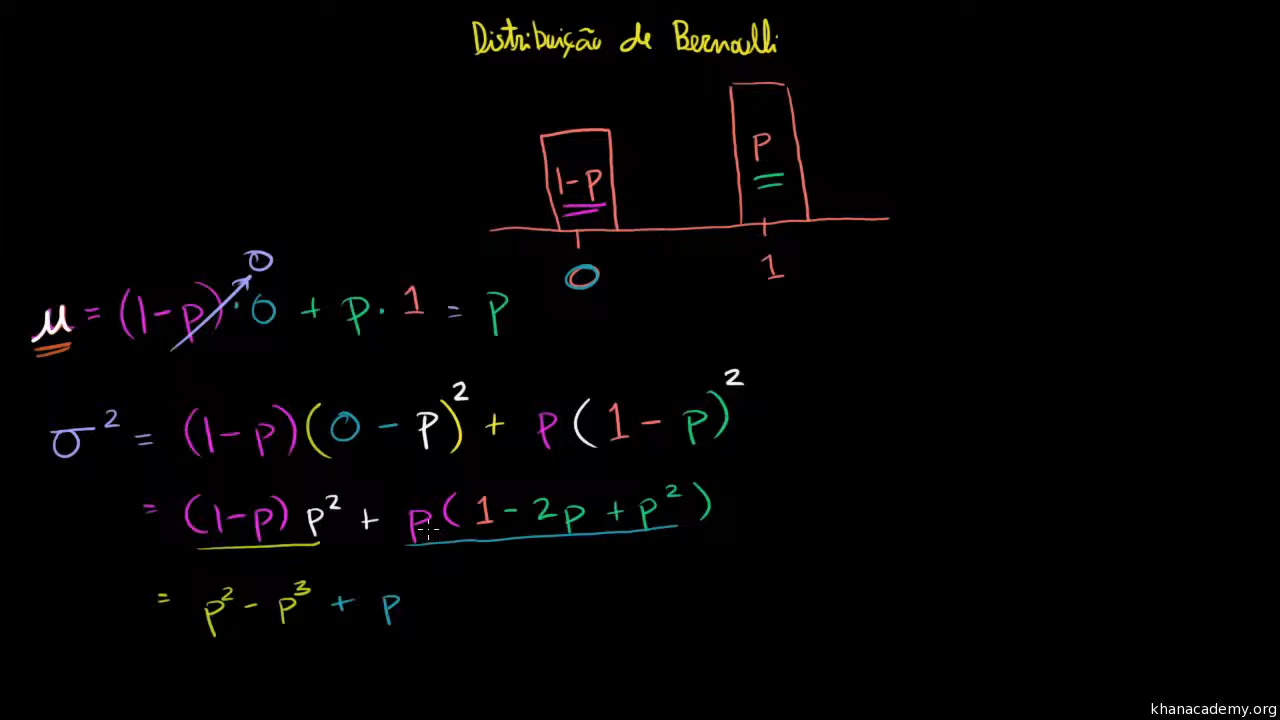 Distribuição de Bernoulli
1-p
p
0
1
μ = (1-p)·0 + p·1 = p
0
σ² = (1-p)(0-p)² + p(1-p)²
= (1-p)p² + p(1-2p+p²)
= p²-p³ + p
khanacademy.org